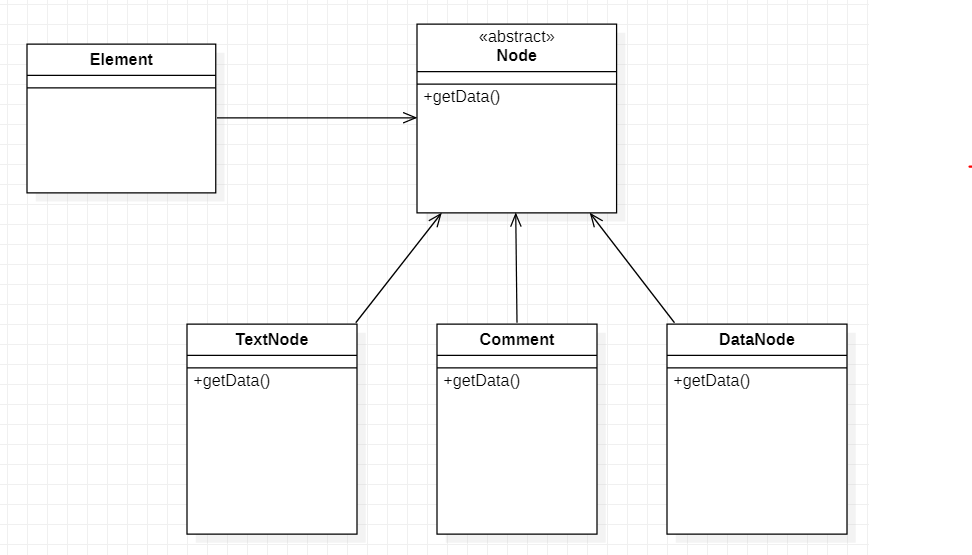 Element
«abstract»
Node
+getData()
TextNode
+getData()
Comment
+getData()
DataNode
+getData()